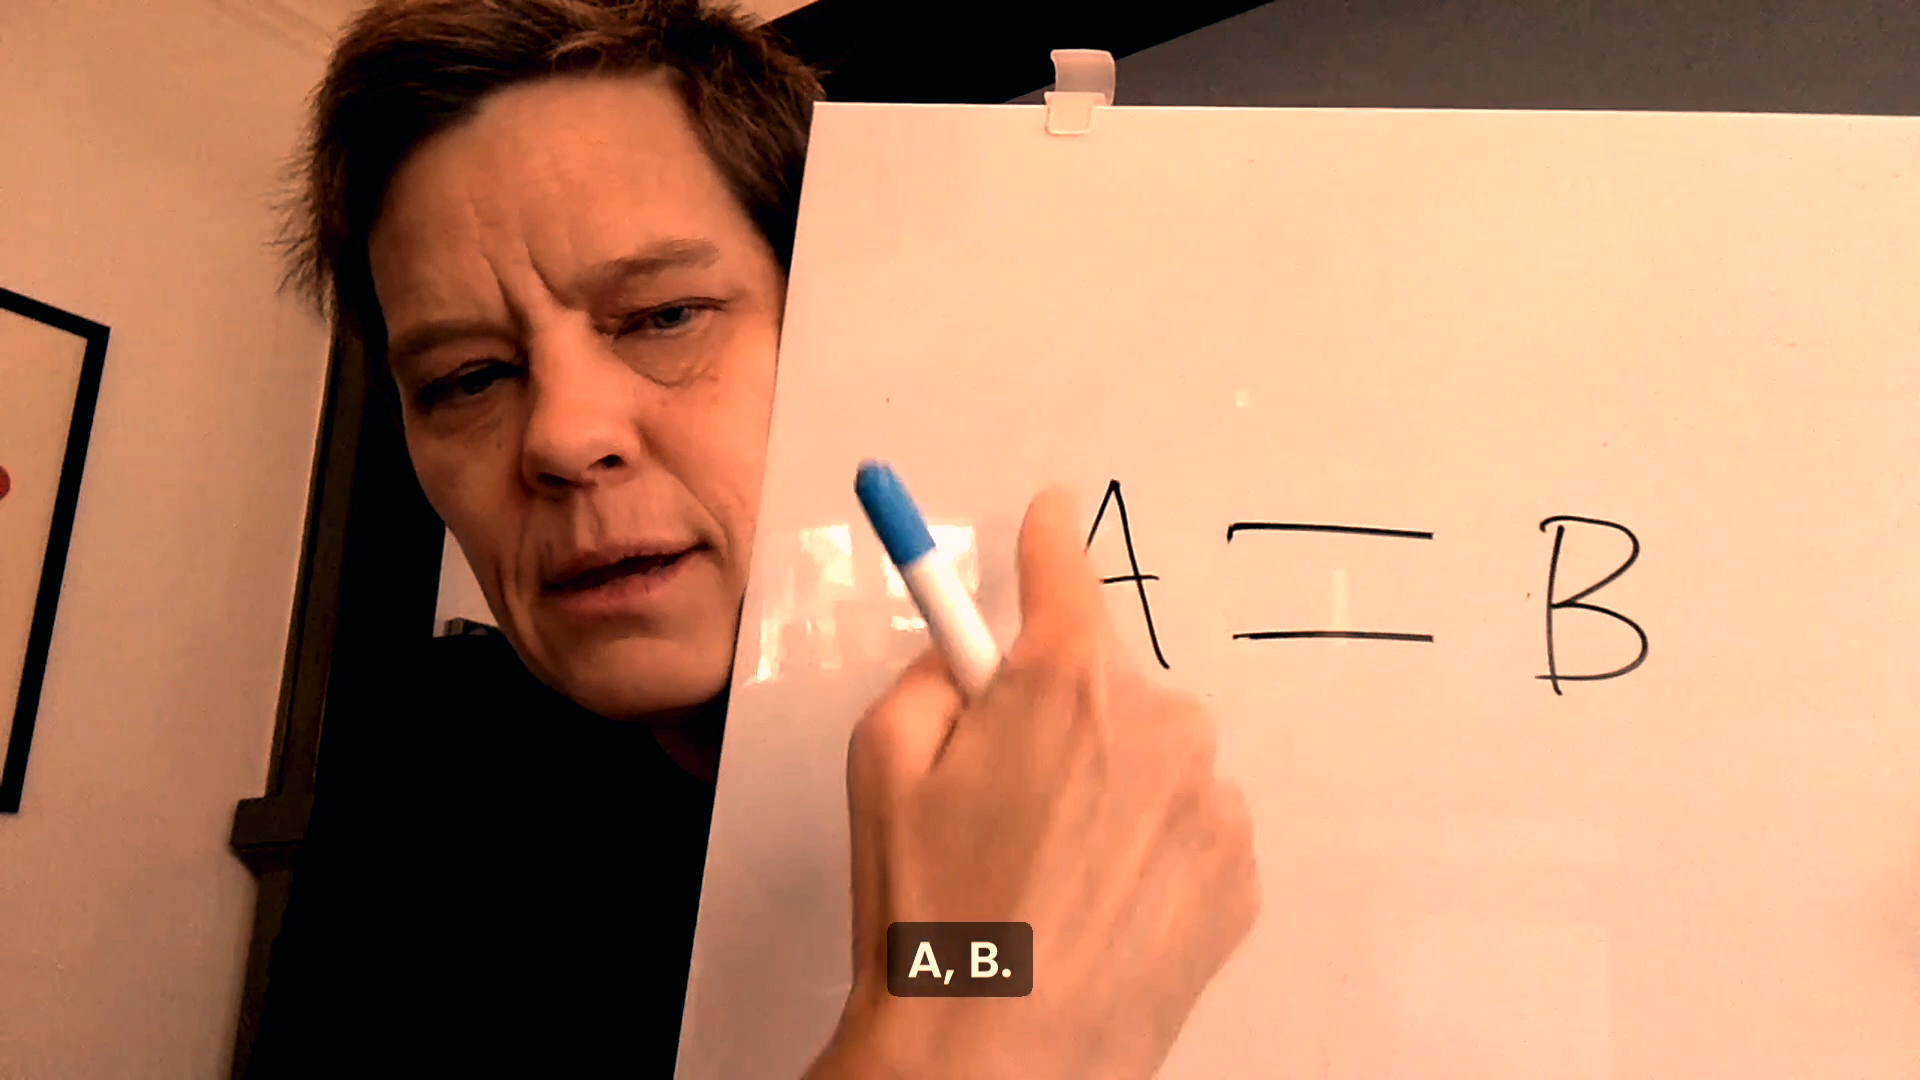 A = B
A, B.